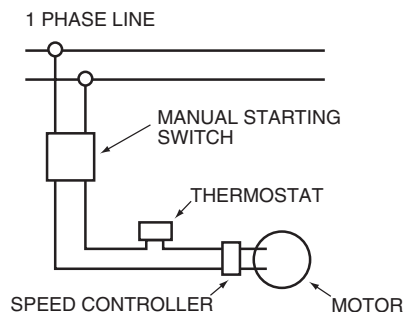 1 PHASE LINE
MANUAL STARTING
SWITCH
THERMOSTAT
SPEED CONTROLLER
MOTOR